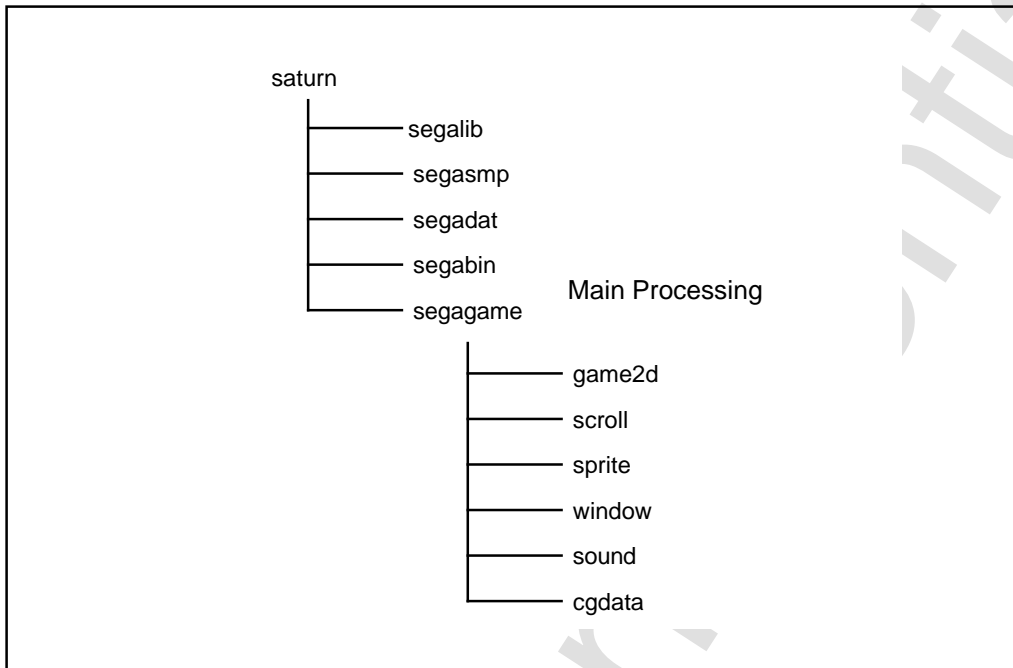 saturn
segalib
segasmp
segadat
segabin
segagame
Main Processing
game2d
scroll
sprite
window
sound
cgdata